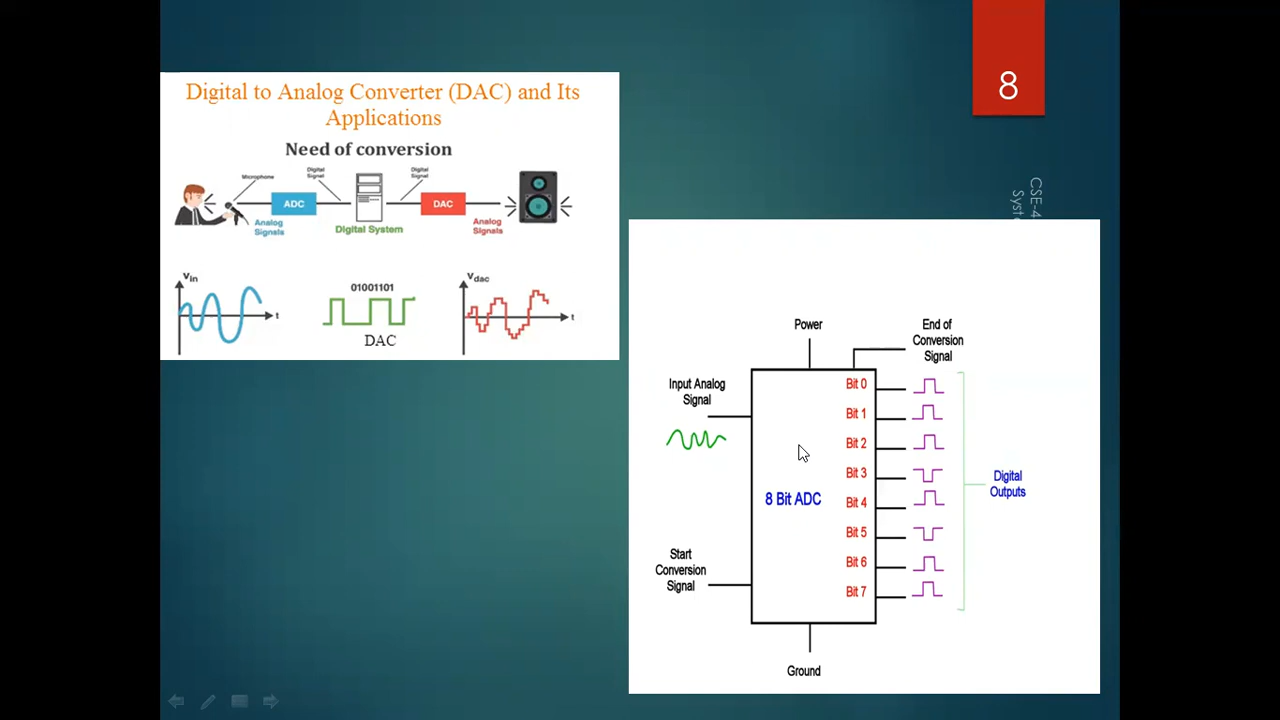 8
CSE-4
Syste
Digital to Analog Converter (DAC) and Its
Applications
Need of conversion
Microphone
Digital
Signal
Digital
Signal
ADC
DAC
Analog
Signals
Digital System
Analog
Signals
Vin
t
01001101
DAC
Vdac
t
Power
End of
Conversion
Signal
Input Analog
Signal
Bit 0
Bit 1
Bit 2
Bit 3
Bit 4
Bit 5
Bit 6
Bit 7
8 Bit ADC
Digital
Outputs
Start
Conversion
Signal
Ground